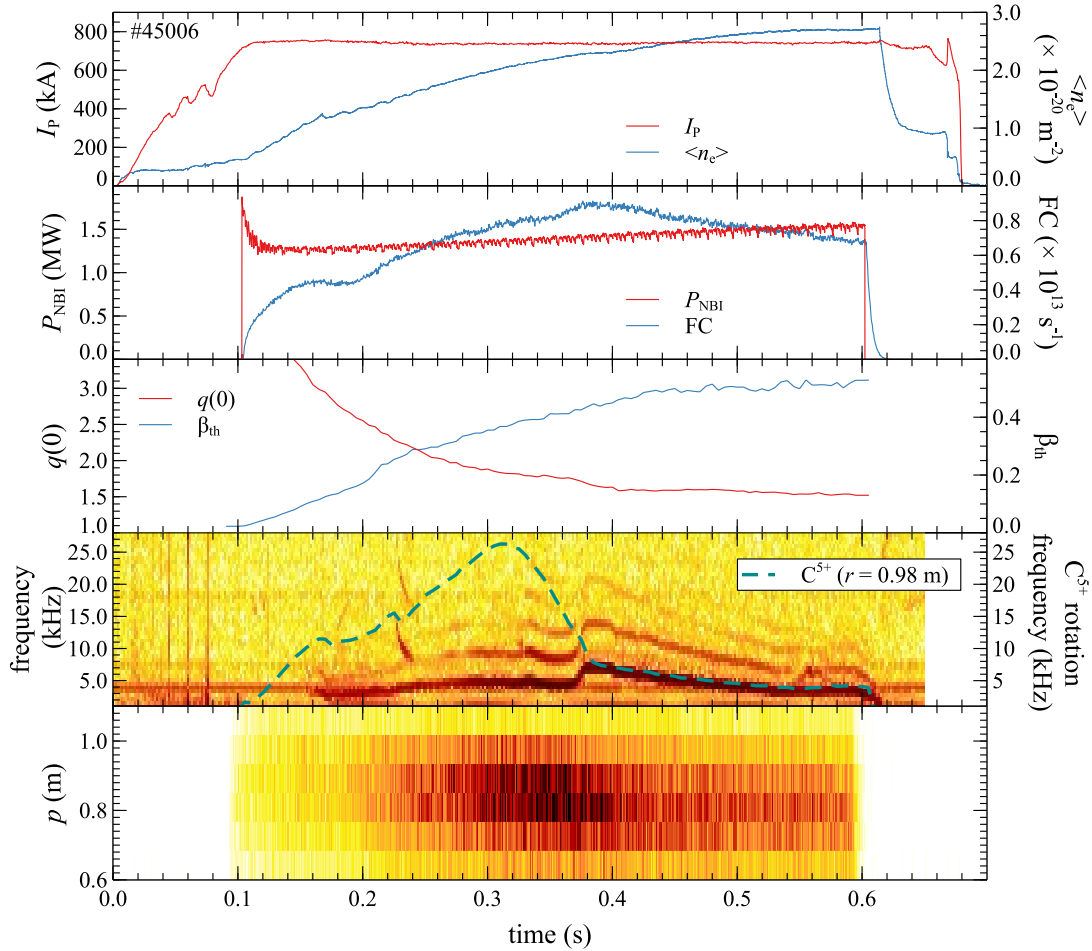 #45006
800
600
400
200
0
I_P (kA)
3.0
2.0
1.0
0.0
<n_e>
(× 10^-20 m^-2)
I_P
<n_e>
1.5
1.0
0.5
0.0
P_NBI (MW)
0.8
0.6
0.4
0.2
0.0
FC (× 10^13 s^-1)
P_NBI
FC
3.0
2.5
2.0
1.5
1.0
q(0)
q(0)
β_th
0.4
0.2
0.0
β_th
25.0
20.0
15.0
10.0
5.0
frequency
(kHz)
C^5+ (r = 0.98 m)
25
20
15
10
5
C^5+ rotation
frequency (kHz)
1.0
0.8
0.6
p (m)
0.0 0.1 0.2 0.3 0.4 0.5 0.6
time (s)